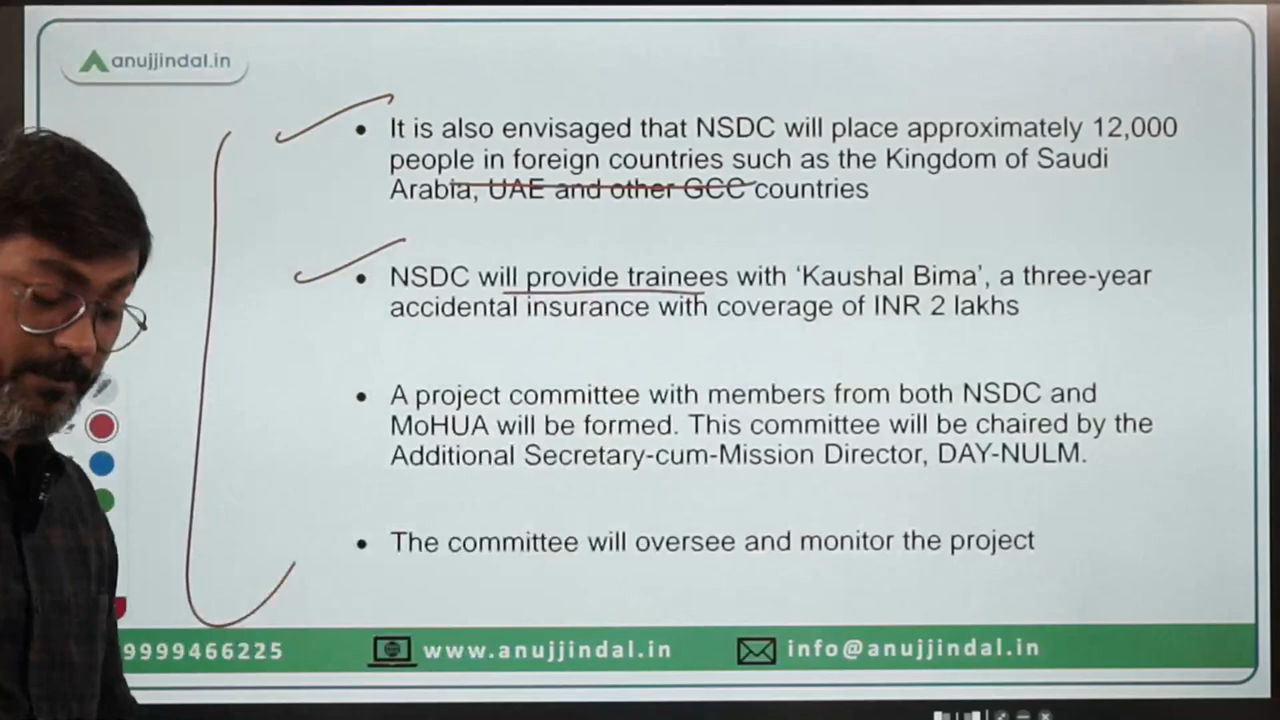 anujjindal.in
• It is also envisaged that NSDC will place approximately 12,000
people in foreign countries such as the Kingdom of Saudi
Arabia, UAE and other GCC countries
• NSDC will provide trainees with ‘Kaushal Bima’, a three-year
accidental insurance with coverage of INR 2 lakhs
• A project committee with members from both NSDC and
MoHUA will be formed. This committee will be chaired by the
Additional Secretary-cum-Mission Director, DAY-NULM.
• The committee will oversee and monitor the project
9999466225 www.anujjindal.in info@anujjindal.in